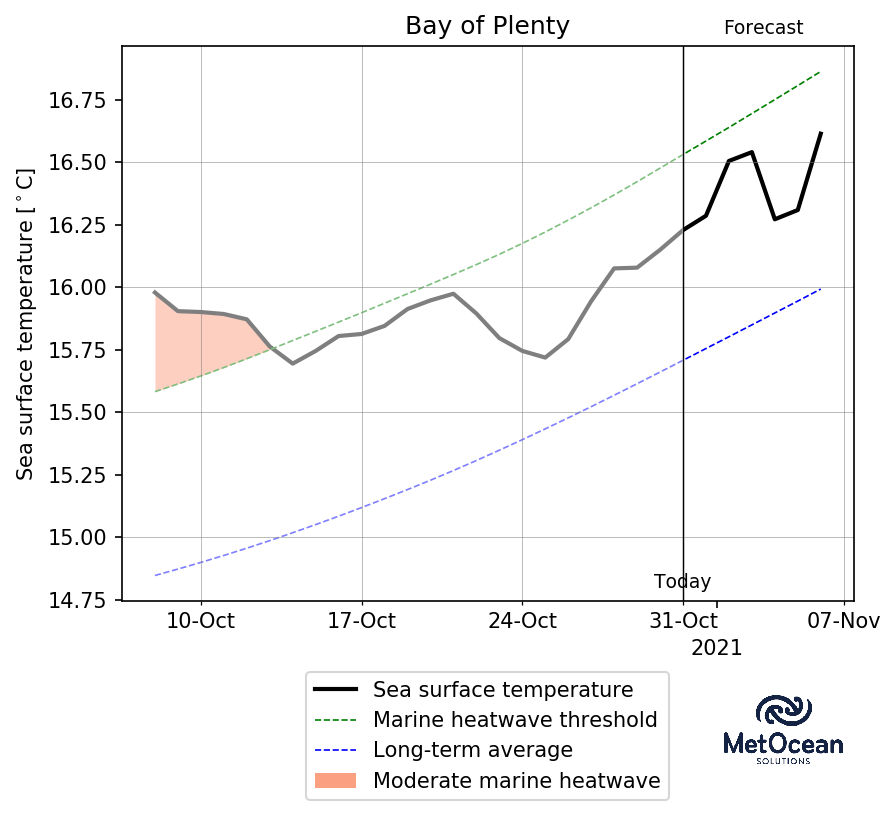 Bay of Plenty
Forecast
Sea surface temperature [°C]
16.75
16.50
16.25
16.00
15.75
15.50
15.25
15.00
14.75
Today
10-Oct 17-Oct 24-Oct 31-Oct 07-Nov
2021
Sea surface temperature
Marine heatwave threshold
Long-term average
Moderate marine heatwave
MetOcean
SOLUTIONS